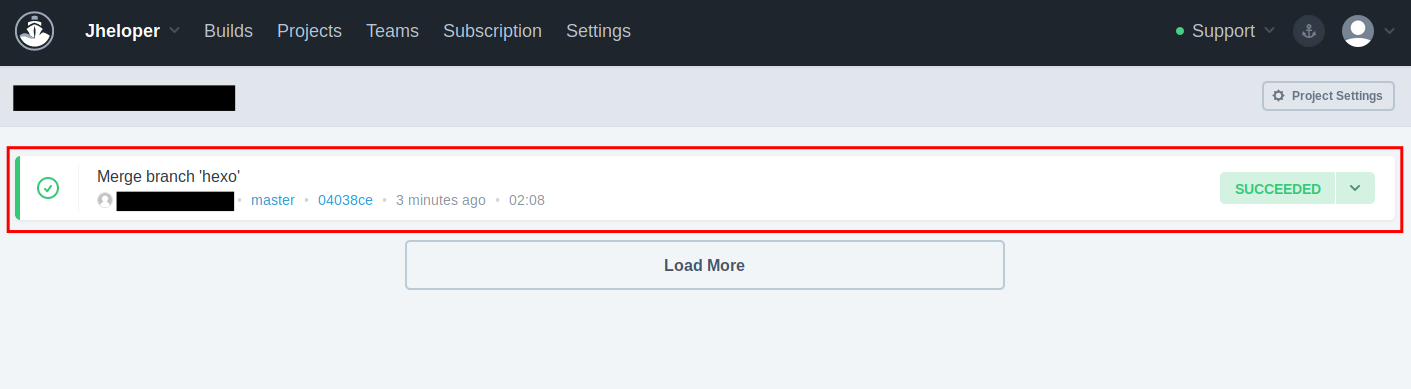 Jheloper Builds Projects Teams Subscription Settings Support
Project Settings
Merge branch 'hexo'
master • 04038ce • 3 minutes ago • 02:08
SUCCEEDED
Load More